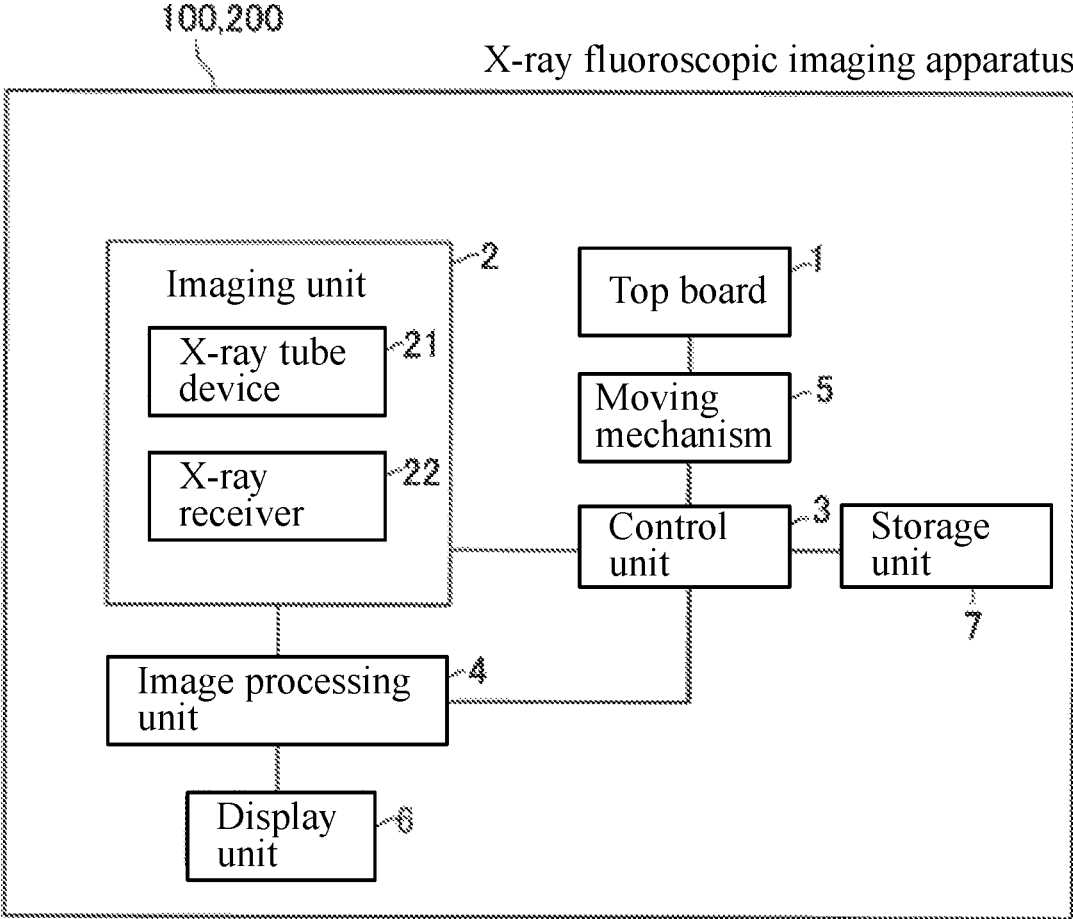 100,200
X-ray fluoroscopic imaging apparatus
2
Imaging unit
X-ray tube
device
21
X-ray
receiver
22
1
Top board
5
Moving
mechanism
3
Control
unit
Storage
unit
7
4
Image processing
unit
Display
unit
6